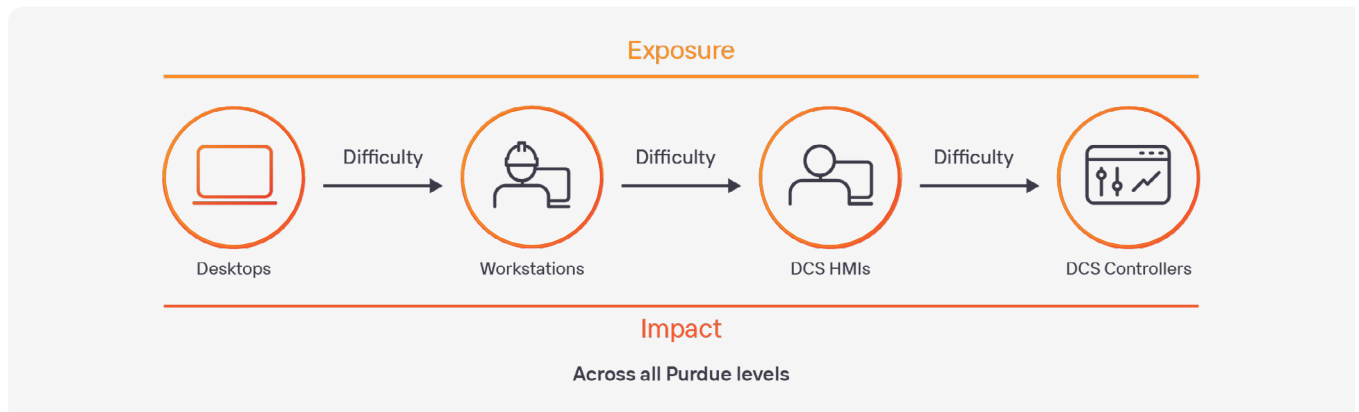 Exposure
Difficulty
Difficulty
Difficulty
Desktops
Workstations
DCS HMIs
DCS Controllers
Impact
Across all Purdue levels